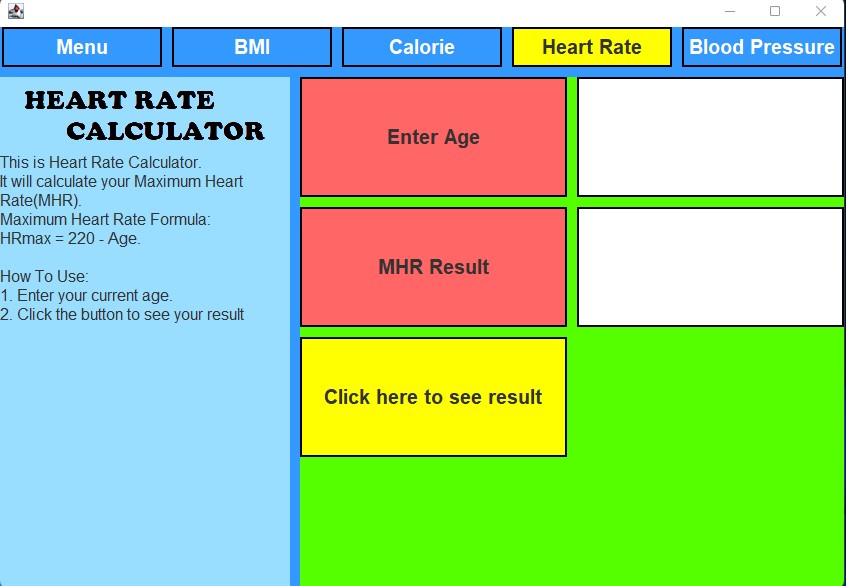 Menu
BMI
Calorie
Heart Rate
Blood Pressure
HEART RATE
CALCULATOR
This is Heart Rate Calculator.
It will calculate your Maximum Heart
Rate(MHR).
Maximum Heart Rate Formula:
HRmax = 220 - Age.
How To Use:
1. Enter your current age.
2. Click the button to see your result
Enter Age
MHR Result
Click here to see result